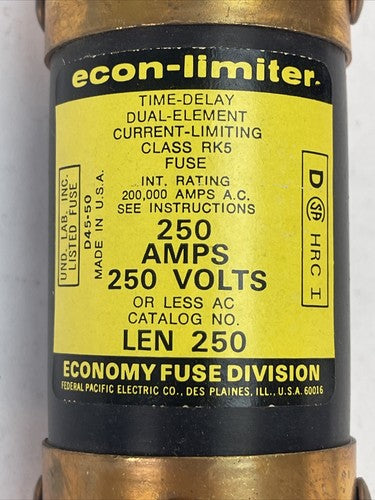 econ-limiter
TIME-DELAY
DUAL-ELEMENT
CURRENT-LIMITING
CLASS RK5
FUSE
INT. RATING
200,000 AMPS A.C.
SEE INSTRUCTIONS
250
AMPS
250 VOLTS
OR LESS AC
CATALOG NO.
LEN 250
UND. LAB. INC.
LISTED FUSE
D45-50
MADE IN U.S.A.
D SA HRC I
ECONOMY FUSE DIVISION
FEDERAL PACIFIC ELECTRIC CO., DES PLAINES, ILL., U.S.A. 60016